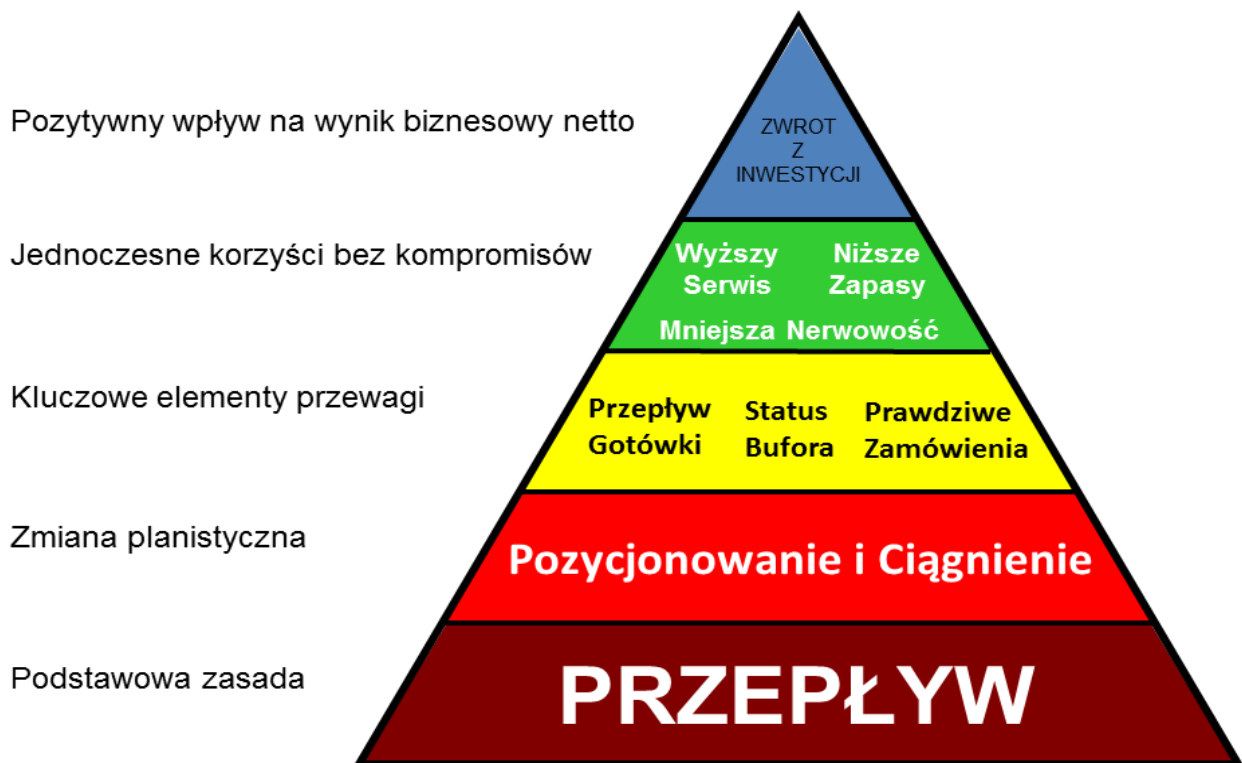 Pozytywny wpływ na wynik biznesowy netto
ZWROT
Z
INWESTYCJI
Jednoczesne korzyści bez kompromisów
Wyższy Niższe
Serwis Zapasy
Mniejsza Nerwowość
Kluczowe elementy przewagi
Przepływ Status Prawdziwe
Gotówki Bufora Zamówienia
Zmiana planistyczna
Pozycjonowanie i Ciągnienie
Podstawowa zasada
PRZEPŁYW